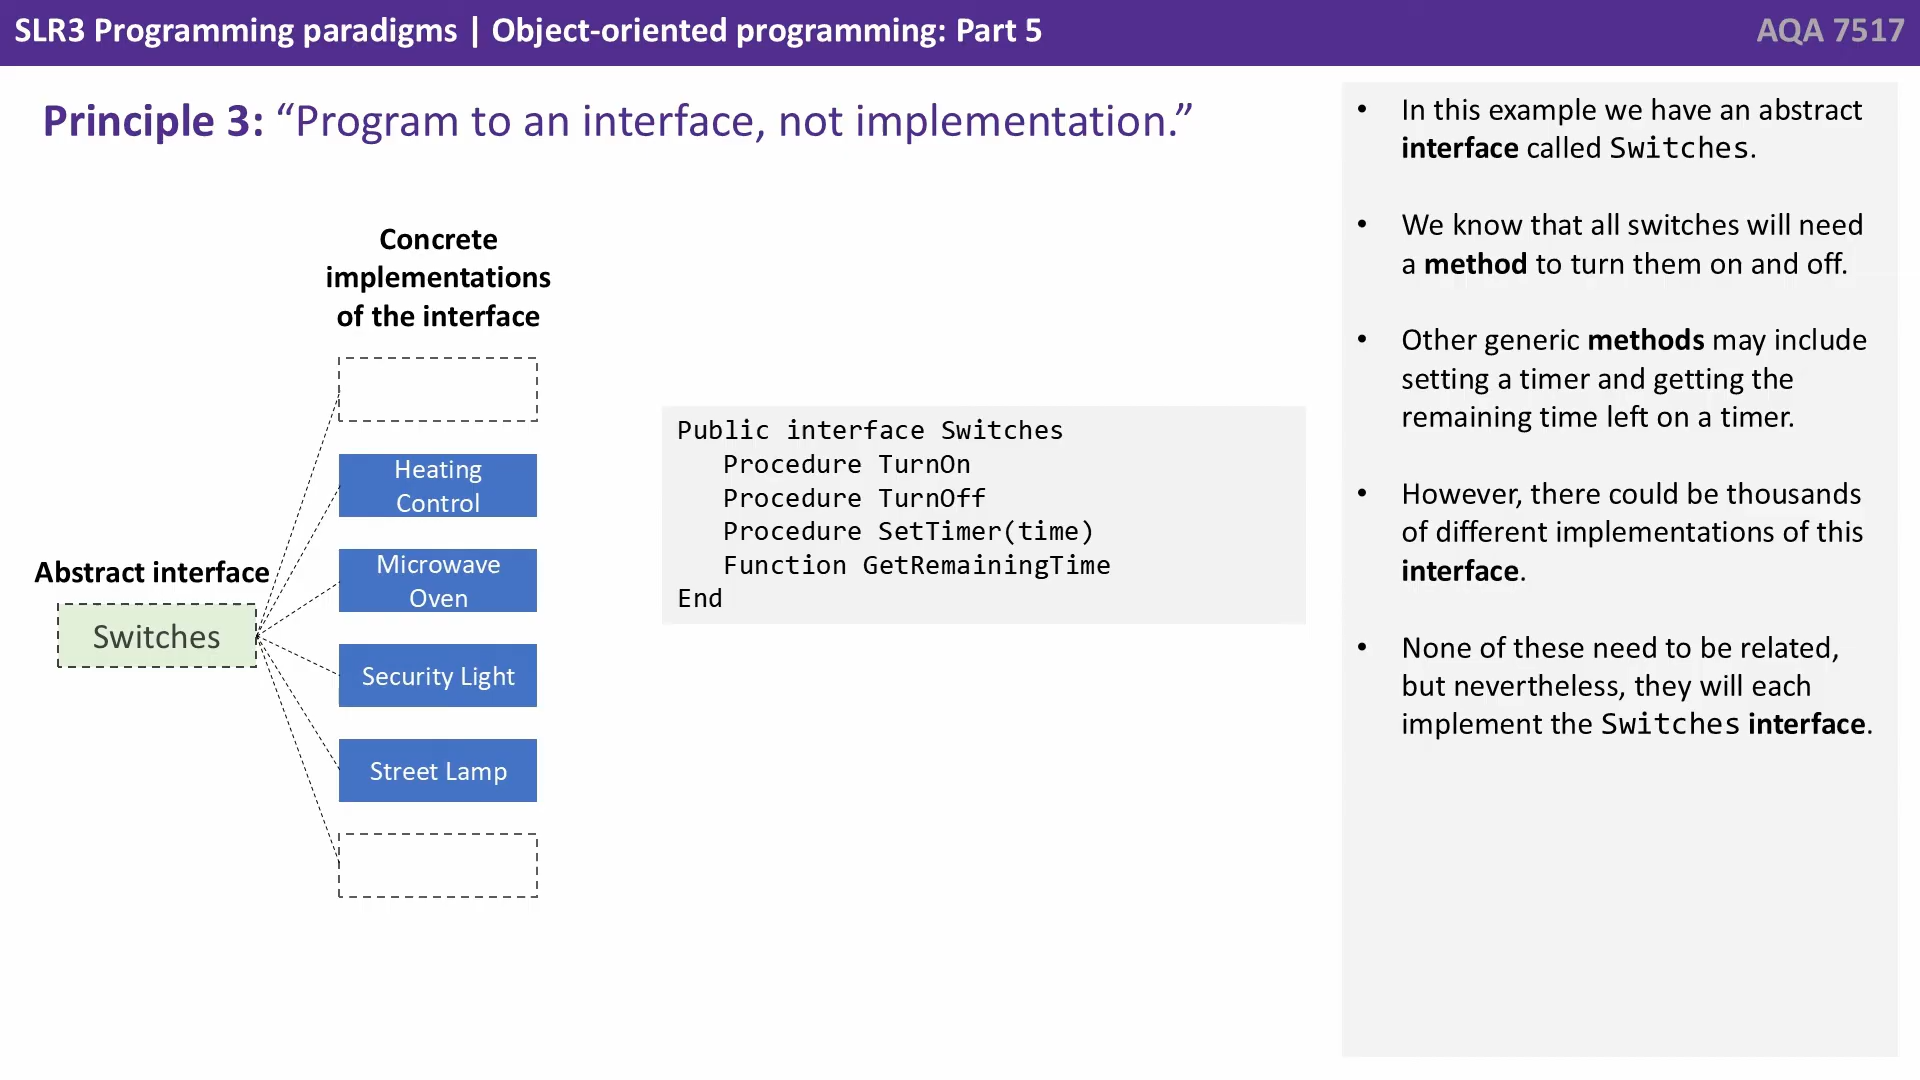 SLR3 Programming paradigms | Object-oriented programming: Part 5
AQA 7517
Principle 3: “Program to an interface, not implementation.”
Concrete
implementations
of the interface
Heating
Control
Microwave
Oven
Security Light
Street Lamp
Abstract interface
Switches
Public interface Switches
Procedure TurnOn
Procedure TurnOff
Procedure SetTimer(time)
Function GetRemainingTime
End
• In this example we have an abstract
interface called Switches.
• We know that all switches will need
a method to turn them on and off.
• Other generic methods may include
setting a timer and getting the
remaining time left on a timer.
• However, there could be thousands
of different implementations of this
interface.
• None of these need to be related,
but nevertheless, they will each
implement the Switches interface.